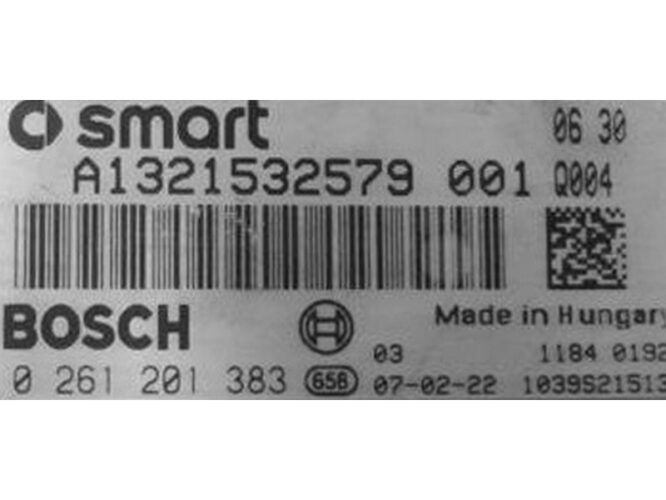 smart 06 30
A1321532579 001 Q004
BOSCH Made in Hungary
03 1184 0192
0 261 201 383 658 07-02-22 1039S21513